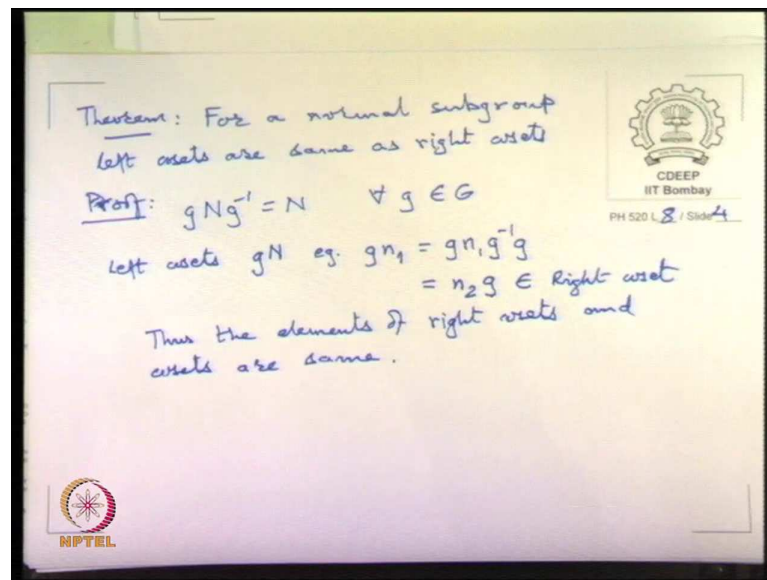 Theorem: For a normal subgroup
left cosets are same as right cosets
Proof: gNg⁻¹ = N ∀ g ∈ G
Left cosets gN eg. gn₁ = gn₁g⁻¹g
= n₂g ∈ Right coset
Thus the elements of right cosets and
cosets are same.
CDEEP
IIT Bombay
PH 520 L 8 / Slide 4
NPTEL